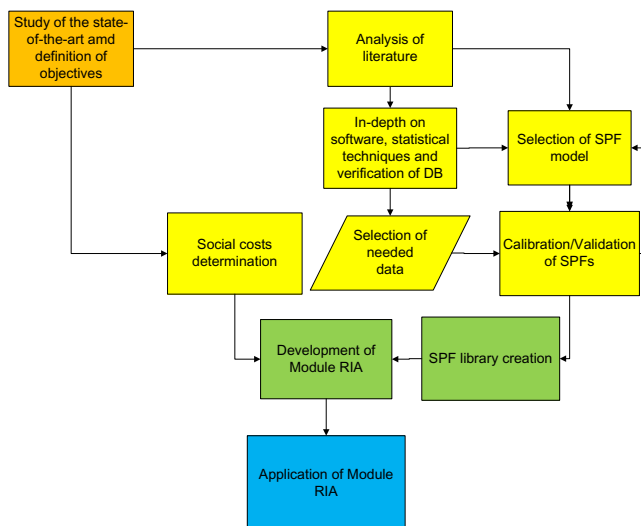 Study of the state-
of-the-art amd
definition of
objectives
Analysis of
literature
In-depth on
software, statistical
techniques and
verification of DB
Selection of SPF
model
Social costs
determination
Selection of
needed
data
Calibration/Validation
of SPFs
Development of
Module RIA
SPF library creation
Application of Module
RIA